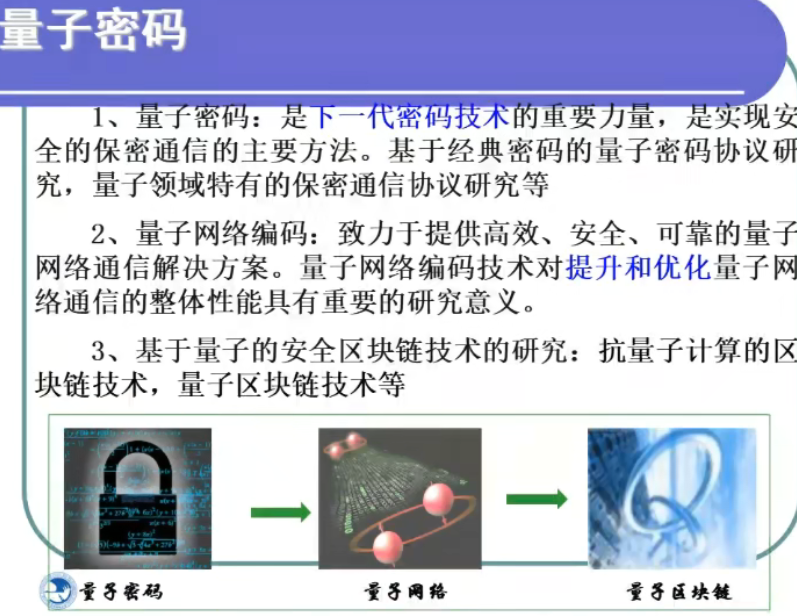 量子密码
1、量子密码：是下一代密码技术的重要力量，是实现安
全的保密通信的主要方法。基于经典密码的量子密码协议研
究，量子领域特有的保密通信协议研究等
2、量子网络编码：致力于提供高效、安全、可靠的量子
网络通信解决方案。量子网络编码技术对提升和优化量子网
络通信的整体性能具有重要的研究意义。
3、基于量子的安全区块链技术的研究：抗量子计算的区
块链技术，量子区块链技术等
量子密码 量子网络 量子区块链